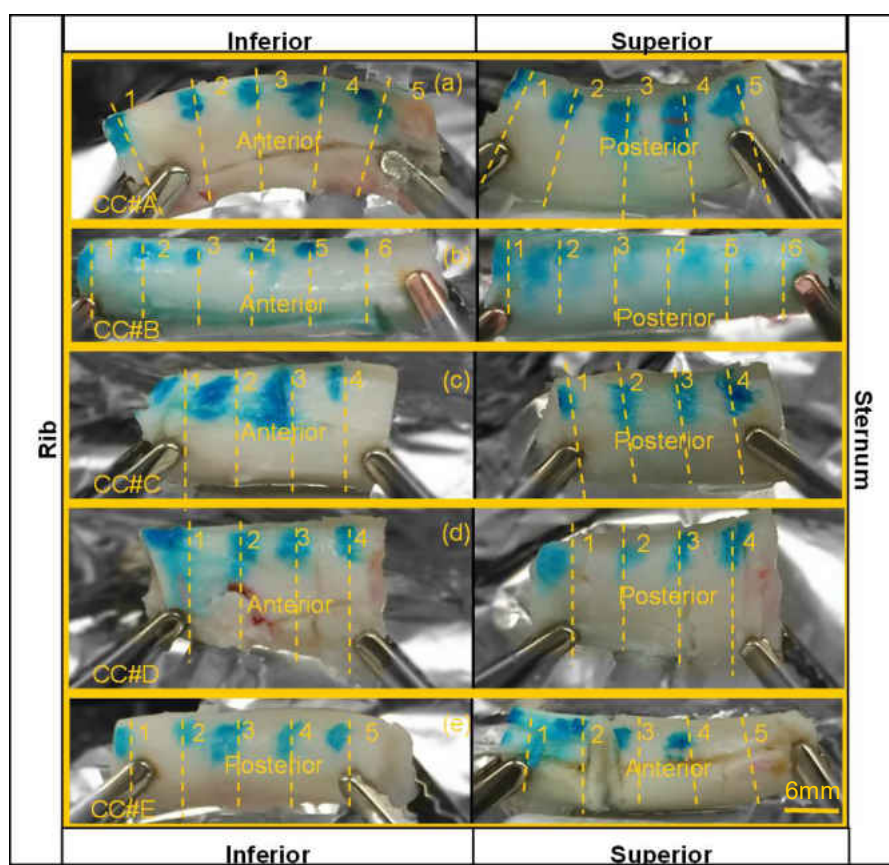 Inferior Superior
Rib
Sternum
1 2 3 4 5 (a) 1 2 3 4 5
Anterior Posterior
CC#A
1 2 3 4 5 6 (b) 1 2 3 4 5 6
Anterior Posterior
CC#B
1 2 3 4 (c) 1 2 3 4
Anterior Posterior
CC#C
1 2 3 4 (d) 1 2 3 4
Anterior Posterior
CC#D
1 2 3 4 5 (e) 1 2 3 4 5
Posterior Anterior
CC#E 6mm
Inferior Superior